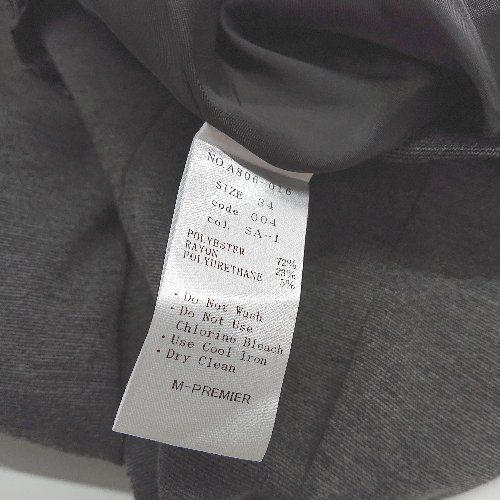 NO.A806-016
SIZE 34
code 004
col. SA-1
POLYESTER 72%
RAYON 23%
POLYURETHANE 5%
・Do Not Wash
・Do Not Use
Chlorine Bleach
・Use Cool iron
・Dry Clean
M-PREMIER